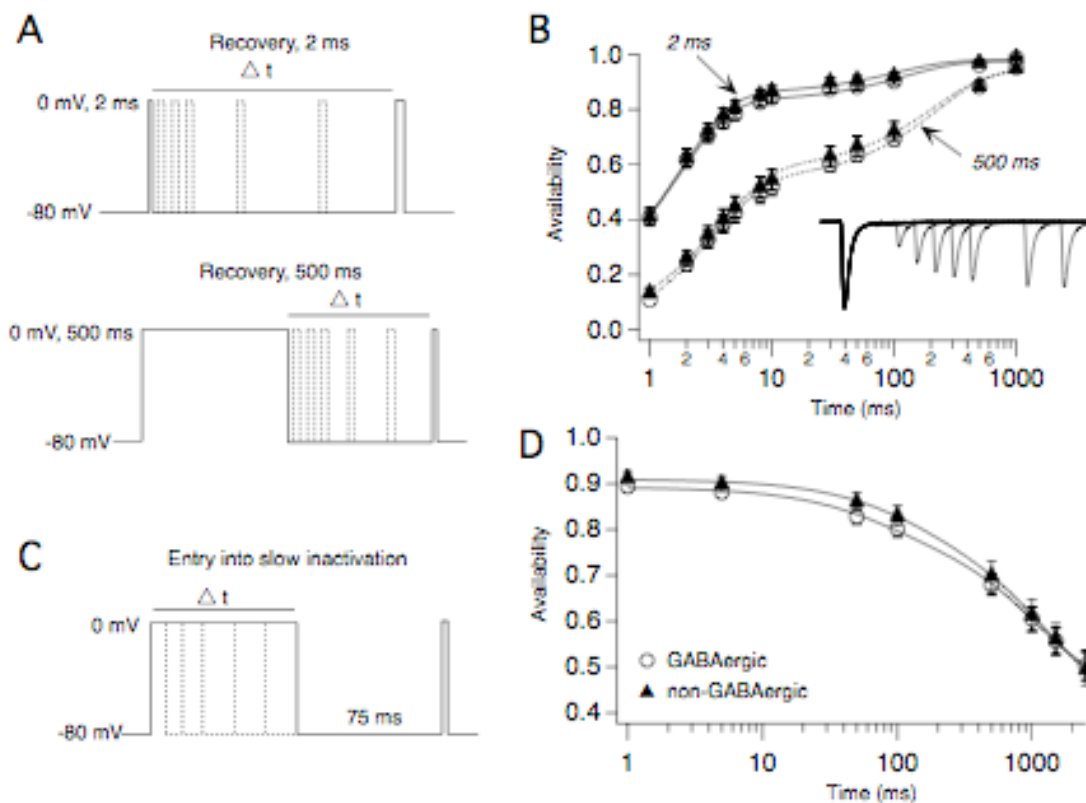 A
Recovery, 2 ms
△ t
0 mV, 2 ms
-80 mV
Recovery, 500 ms
△ t
0 mV, 500 ms
-80 mV
B
2 ms
500 ms
Availability
1.0
0.8
0.6
0.4
0.2
0.0
2 4 6 2 4 6 2 4 6
1 10 100 1000
Time (ms)
C
Entry into slow inactivation
△ t
0 mV
-80 mV
75 ms
D
Availability
1.0
0.9
0.8
0.7
0.6
0.5
0.4
GABAergic
non-GABAergic
1 10 100 1000
Time (ms)